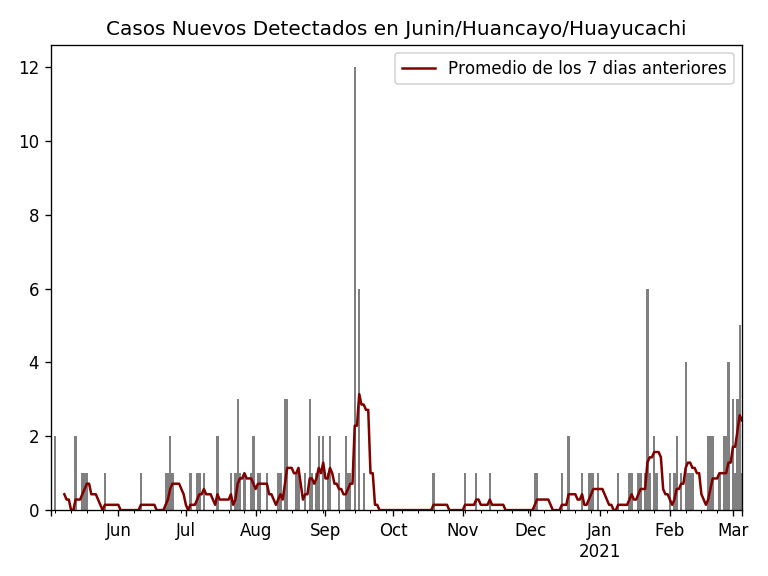 Casos Nuevos Detectados en Junin/Huancayo/Huayucachi
Promedio de los 7 dias anteriores
12
10
8
6
4
2
0
Jun Jul Aug Sep Oct Nov Dec Jan Feb Mar
2021